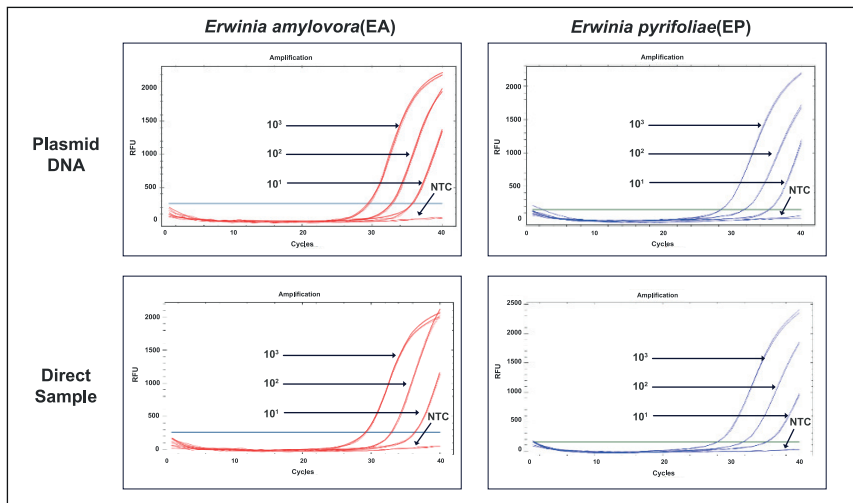 Erwinia amylovora(EA)
Erwinia pyrifoliae(EP)
Plasmid
DNA
Amplification
RFU
2000
1500
1000
500
0
10³
10²
10¹
NTC
0
10
20
30
40
Cycles
Amplification
RFU
2000
1500
1000
500
0
10³
10²
10¹
NTC
0
10
20
30
40
Cycles
Direct
Sample
Amplification
RFU
2000
1500
1000
500
0
10³
10²
10¹
NTC
0
10
20
30
40
Cycles
Amplification
RFU
2500
2000
1500
1000
500
0
10³
10²
10¹
NTC
0
10
20
30
40
Cycles